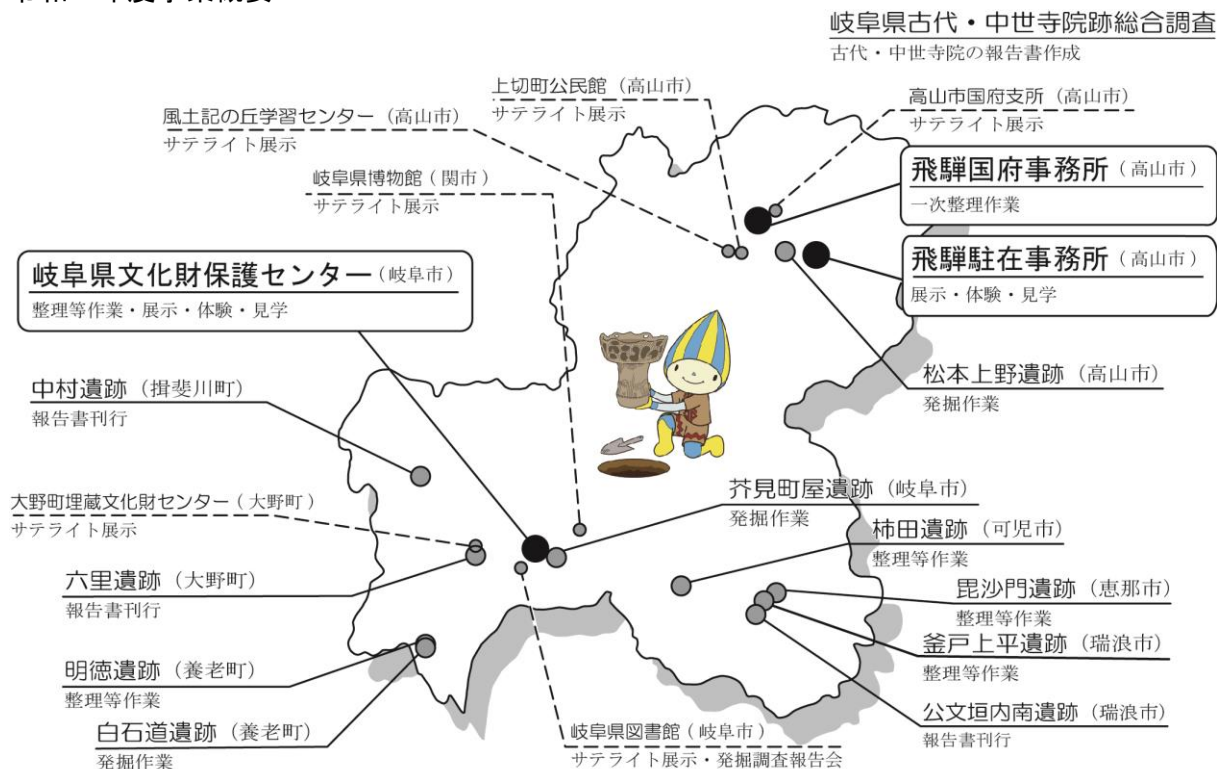 岐阜県古代・中世寺院跡総合調査
古代・中世寺院の報告書作成
上切町公民館（高山市）
サテライト展示
高山市国府支所（高山市）
サテライト展示
風土記の丘学習センター（高山市）
サテライト展示
岐阜県博物館（関市）
サテライト展示
飛騨国府事務所（高山市）
一次整理作業
飛騨駐在事務所（高山市）
展示・体験・見学
岐阜県文化財保護センター（岐阜市）
整理等作業・展示・体験・見学
松本上野遺跡（高山市）
発掘作業
中村遺跡（揖斐川町）
報告書刊行
大野町埋蔵文化財センター（大野町）
サテライト展示
芥見町屋遺跡（岐阜市）
発掘作業
柿田遺跡（可児市）
整理等作業
六里遺跡（大野町）
報告書刊行
毘沙門遺跡（恵那市）
整理等作業
釜戸上平遺跡（瑞浪市）
整理等作業
明徳遺跡（養老町）
整理等作業
公文垣内南遺跡（瑞浪市）
報告書刊行
白石道遺跡（養老町）
発掘作業
岐阜県図書館（岐阜市）
サテライト展示・発掘調査報告会